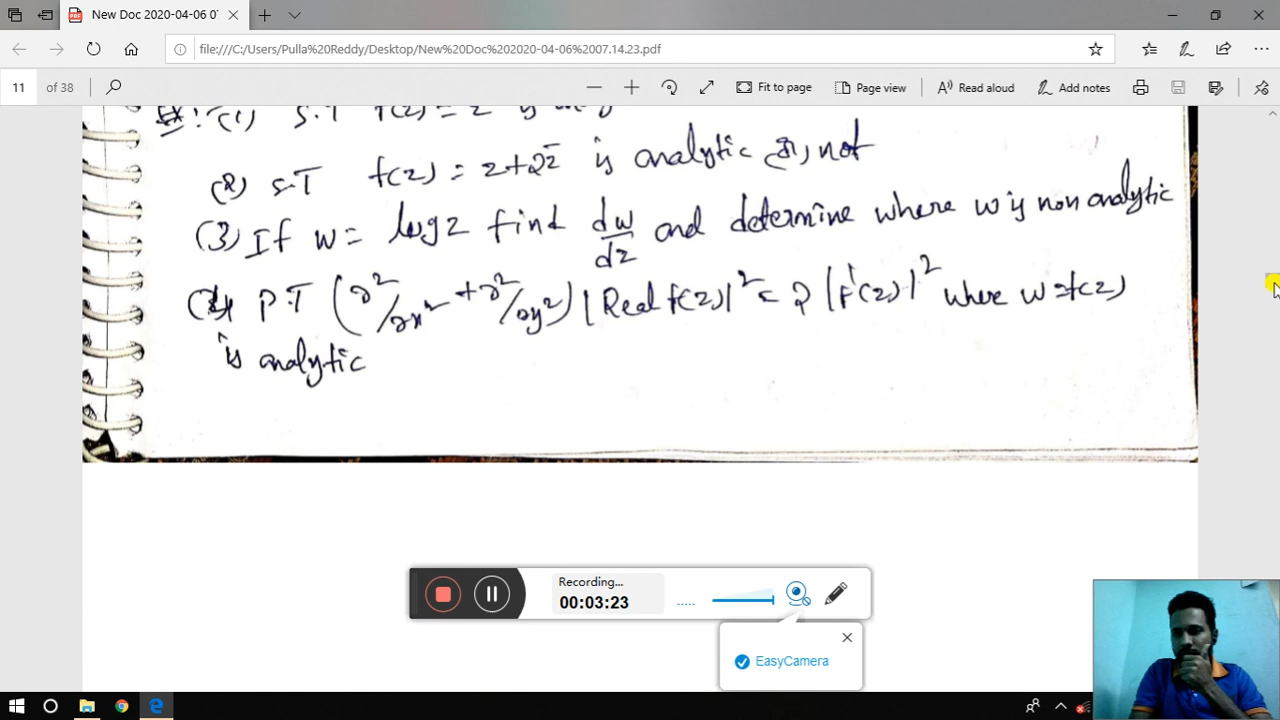 New Doc 2020-04-06 07
file:///C:/Users/Pulla%20Reddy/Desktop/New%20Doc%202020-04-06%2007.14.23.pdf
11 of 38 Fit to page Page view Read aloud Add notes
(1) S.T f(z) = z is
(2) S.T f(z) = z+2z̄ is analytic or not
(3) If w = log z find dw/dz and determine where w is non analytic
(4) P.T (∂²/∂x² + ∂²/∂y²) |Real f(z)|² = 2 |f'(z)|² where w=f(z)
is analytic
Recording...
00:03:23
EasyCamera